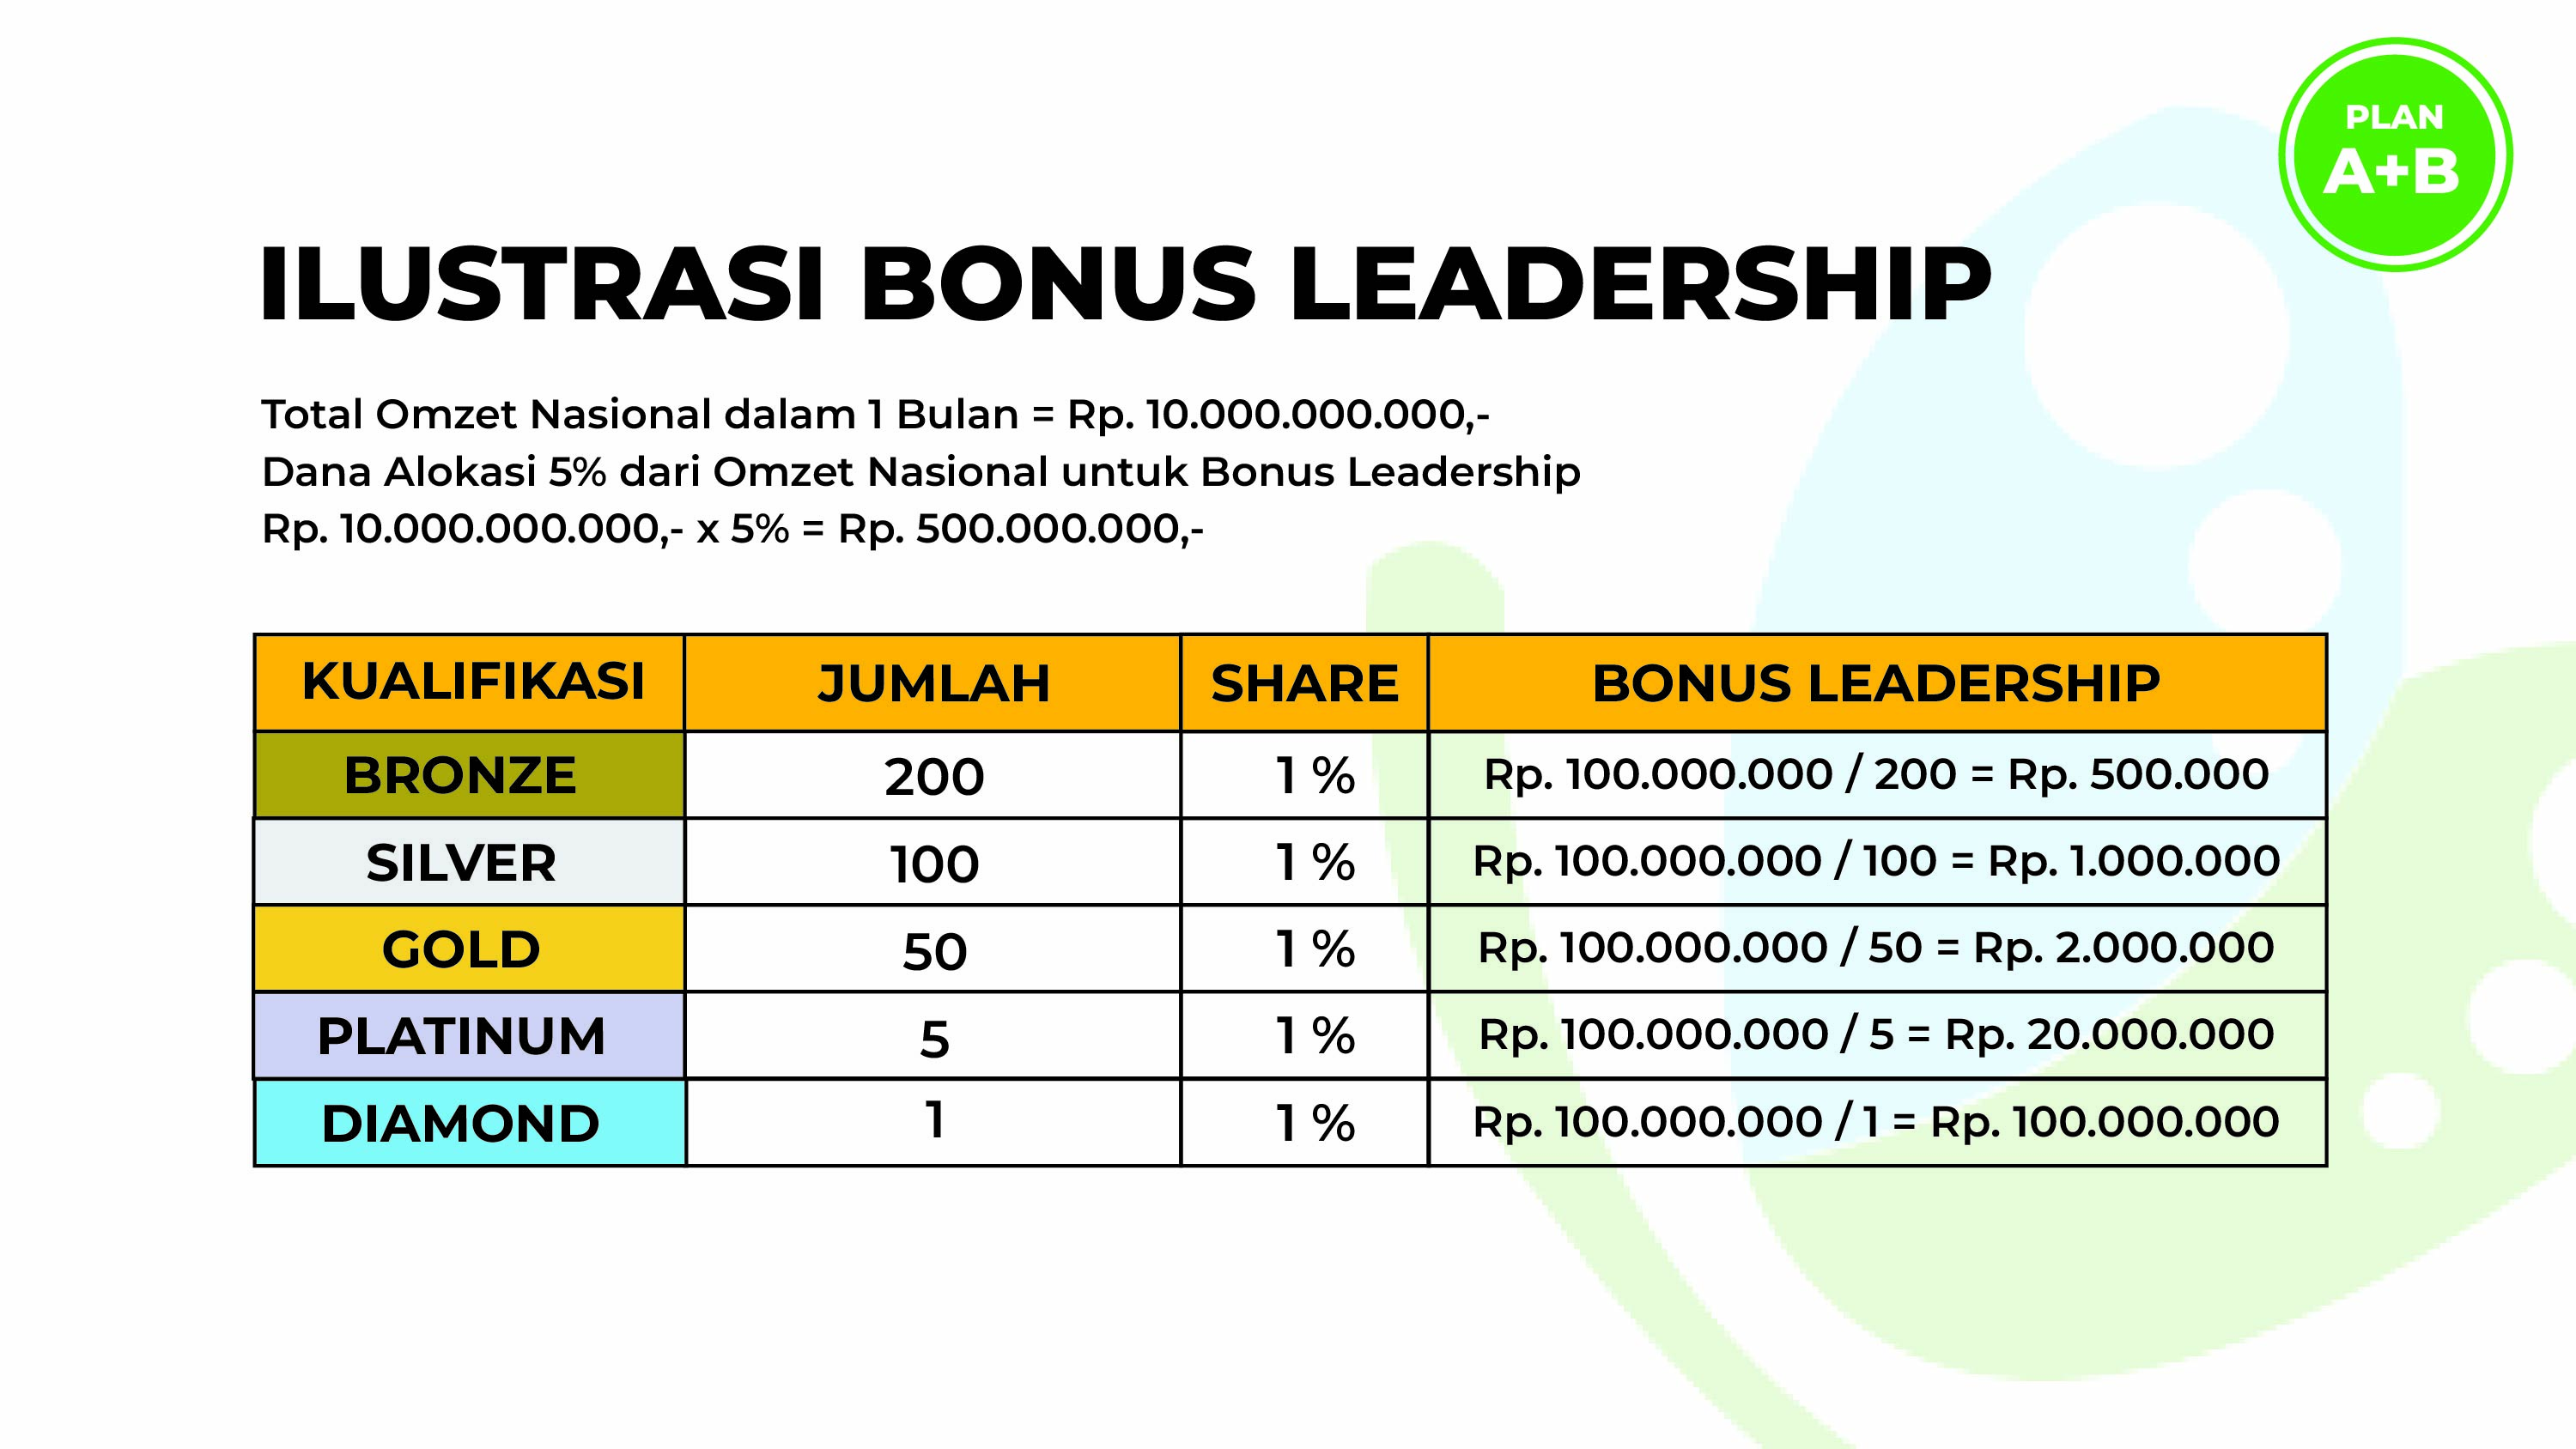 PLAN
A+B
ILUSTRASI BONUS LEADERSHIP
Total Omzet Nasional dalam 1 Bulan = Rp. 10.000.000.000,-
Dana Alokasi 5% dari Omzet Nasional untuk Bonus Leadership
Rp. 10.000.000.000,- x 5% = Rp. 500.000.000,-
KUALIFIKASI JUMLAH SHARE BONUS LEADERSHIP
BRONZE 200 1 % Rp. 100.000.000 / 200 = Rp. 500.000
SILVER 100 1 % Rp. 100.000.000 / 100 = Rp. 1.000.000
GOLD 50 1 % Rp. 100.000.000 / 50 = Rp. 2.000.000
PLATINUM 5 1 % Rp. 100.000.000 / 5 = Rp. 20.000.000
DIAMOND 1 1 % Rp. 100.000.000 / 1 = Rp. 100.000.000